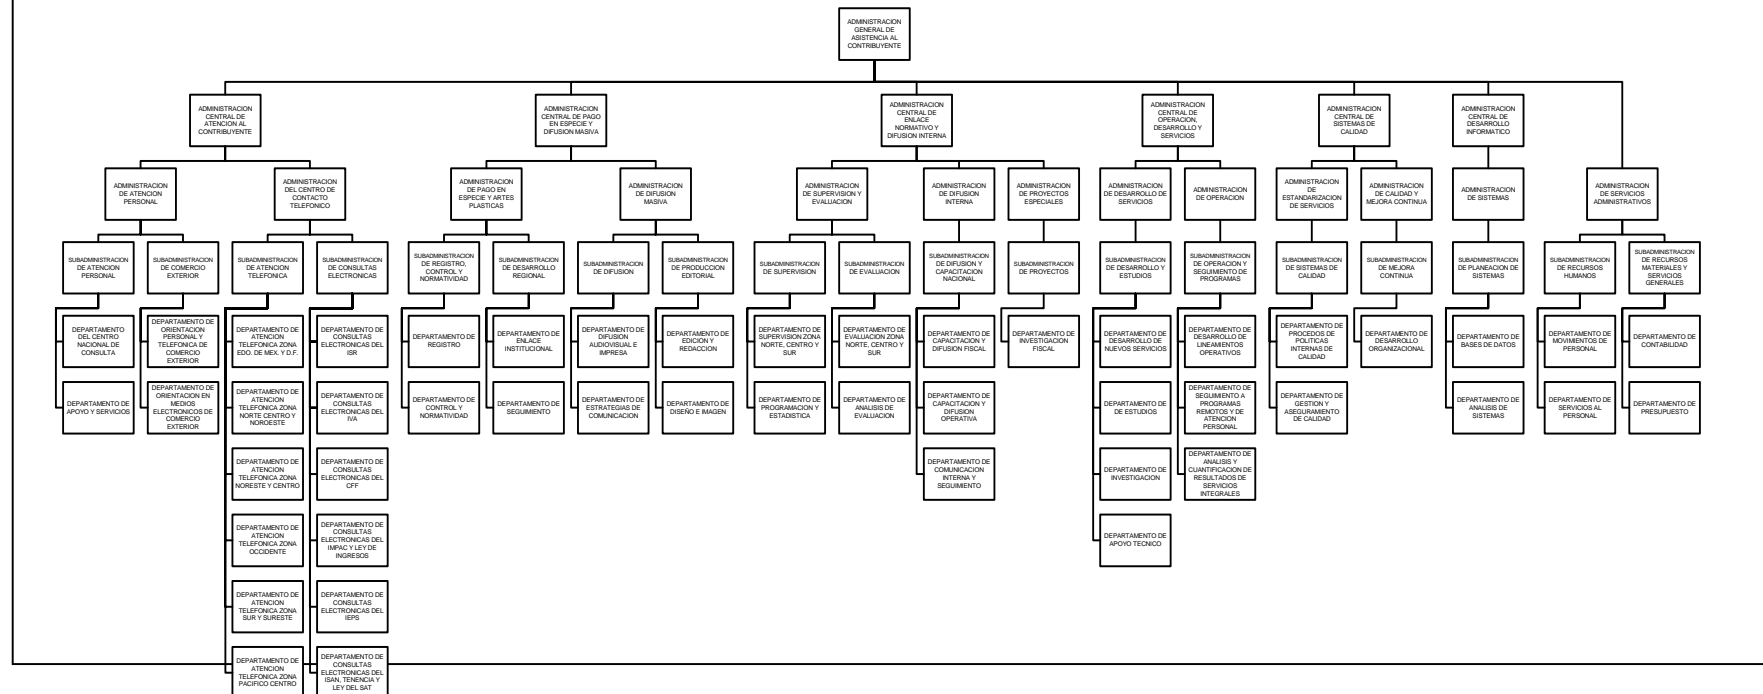 ADMINISTRACION
GENERAL DE
ASISTENCIA AL
CONTRIBUYENTE
ADMINISTRACION
CENTRAL DE
ATENCION AL
CONTRIBUYENTE
ADMINISTRACION
CENTRAL DE PAGO
EN ESPECIE Y
DIFUSION MASIVA
ADMINISTRACION
CENTRAL DE
ENLACE
NORMATIVO Y
DIFUSION INTERNA
ADMINISTRACION
CENTRAL DE
OPERACION,
DESARROLLO Y
SERVICIOS
ADMINISTRACION
CENTRAL DE
SISTEMAS DE
CALIDAD
ADMINISTRACION
CENTRAL DE
DESARROLLO
INFORMATICO
ADMINISTRACION
DE ATENCION
PERSONAL
ADMINISTRACION
DEL CENTRO DE
CONTACTO
TELEFONICO
ADMINISTRACION
DE PAGO EN
ESPECIE Y ARTES
PLASTICAS
ADMINISTRACION
DE DIFUSION
MASIVA
ADMINISTRACION
DE SUPERVISION Y
EVALUACION
ADMINISTRACION
DE DIFUSION
INTERNA
ADMINISTRACION
DE PROYECTOS
ESPECIALES
ADMINISTRACION
DE DESARROLLO DE
SERVICIOS
ADMINISTRACION
DE OPERACION
ADMINISTRACION
DE
ESTANDARIZACION
DE SERVICIOS
ADMINISTRACION
DE CALIDAD Y
MEJORA CONTINUA
ADMINISTRACION
DE SISTEMAS
ADMINISTRACION
DE SERVICIOS
ADMINISTRATIVOS
SUBADMINISTRACION
DE ATENCION
PERSONAL
SUBADMINISTRACION
DE COMERCIO
EXTERIOR
SUBADMINISTRACION
DE ATENCION
TELEFONICA
SUBADMINISTRACION
DE CONSULTAS
ELECTRONICAS
SUBADMINISTRACION
DE REGISTRO,
CONTROL Y
NORMATIVIDAD
SUBADMINISTRACION
DE DESARROLLO
REGIONAL
SUBADMINISTRACION
DE DIFUSION
SUBADMINISTRACION
DE PRODUCCION
EDITORIAL
SUBADMINISTRACION
DE SUPERVISION
SUBADMINISTRACION
DE EVALUACION
SUBADMINISTRACION
DE DIFUSION Y
CAPACITACION
NACIONAL
SUBADMINISTRACION
DE PROYECTOS
SUBADMINISTRACION
DE DESARROLLO Y
ESTUDIOS
SUBADMINISTRACION
DE OPERACION Y
SEGUIMIENTO DE
PROGRAMAS
SUBADMINISTRACION
DE SISTEMAS DE
CALIDAD
SUBADMINISTRACION
DE MEJORA
CONTINUA
SUBADMINISTRACION
DE PLANEACION DE
SISTEMAS
SUBADMINISTRACION
DE RECURSOS
HUMANOS
SUBADMINISTRACION
DE RECURSOS
MATERIALES Y
SERVICIOS
GENERALES
DEPARTAMENTO
DEL CENTRO
NACIONAL DE
CONSULTA
DEPARTAMENTO DE
ORIENTACION
PERSONAL Y
TELEFONICA DE
COMERCIO
EXTERIOR
DEPARTAMENTO DE
ATENCION
TELEFONICA ZONA
EDO. DE MEX. Y D.F.
DEPARTAMENTO DE
CONSULTAS
ELECTRONICAS DEL
ISR
DEPARTAMENTO DE
REGISTRO
DEPARTAMENTO DE
ENLACE
INSTITUCIONAL
DEPARTAMENTO DE
DIFUSION
AUDIOVISUAL E
IMPRESA
DEPARTAMENTO DE
EDICION Y
REDACCION
DEPARTAMENTO DE
SUPERVISION ZONA
NORTE, CENTRO Y
SUR
DEPARTAMENTO DE
EVALUACION ZONA
NORTE, CENTRO Y
SUR
DEPARTAMENTO DE
CAPACITACION Y
DIFUSION FISCAL
DEPARTAMENTO DE
INVESTIGACION
FISCAL
DEPARTAMENTO DE
DESARROLLO DE
NUEVOS SERVICIOS
DEPARTAMENTO DE
DESARROLLO DE
LINEAMIENTOS
OPERATIVOS
DEPARTAMENTO DE
PROCEDOS DE
POLITICAS
INTERNAS DE
CALIDAD
DEPARTAMENTO DE
DESARROLLO
ORGANIZACIONAL
DEPARTAMENTO DE
BASES DE DATOS
DEPARTAMENTO DE
MOVIMIENTOS DE
PERSONAL
DEPARTAMENTO DE
CONTABILIDAD
DEPARTAMENTO DE
APOYO Y SERVICIOS
DEPARTAMENTO DE
ORIENTACION EN
MEDIOS
ELECTRONICOS DE
COMERCIO
EXTERIOR
DEPARTAMENTO DE
ATENCION
TELEFONICA ZONA
NORTE CENTRO Y
NOROESTE
DEPARTAMENTO DE
CONSULTAS
ELECTRONICAS DEL
IVA
DEPARTAMENTO DE
CONTROL Y
NORMATIVIDAD
DEPARTAMENTO DE
SEGUIMIENTO
DEPARTAMENTO DE
ESTRATEGIAS DE
COMUNICACION
DEPARTAMENTO DE
DISEÑO E IMAGEN
DEPARTAMENTO DE
PROGRAMACION Y
ESTADISTICA
DEPARTAMENTO DE
ANALISIS DE
EVALUACION
DEPARTAMENTO DE
CAPACITACION Y
DIFUSION
OPERATIVA
DEPARTAMENTO DE
DE ESTUDIOS
DEPARTAMENTO DE
SEGUIMIENTO A
PROGRAMAS
REMOTOS Y DE
ATENCION
PERSONAL
DEPARTAMENTO DE
GESTION Y
ASEGURAMIENTO
DE CALIDAD
DEPARTAMENTO DE
ANALISIS DE
SISTEMAS
DEPARTAMENTO DE
SERVICIOS AL
PERSONAL
DEPARTAMENTO DE
PRESUPUESTO
DEPARTAMENTO DE
ATENCION
TELEFONICA ZONA
NORESTE Y CENTRO
DEPARTAMENTO DE
CONSULTAS
ELECTRONICAS DEL
CFF
DEPARTAMENTO DE
COMUNICACION
INTERNA Y
SEGUIMIENTO
DEPARTAMENTO DE
INVESTIGACION
DEPARTAMENTO DE
ANALISIS Y
CUANTIFICACION DE
RESULTADOS DE
SERVICIOS
INTEGRALES
DEPARTAMENTO DE
ATENCION
TELEFONICA ZONA
OCCIDENTE
DEPARTAMENTO DE
CONSULTAS
ELECTRONICAS DEL
IMPAC Y LEY DE
INGRESOS
DEPARTAMENTO DE
APOYO TECNICO
DEPARTAMENTO DE
ATENCION
TELEFONICA ZONA
SUR Y SURESTE
DEPARTAMENTO DE
CONSULTAS
ELECTRONICAS DEL
IEPS
DEPARTAMENTO DE
ATENCION
TELEFONICA ZONA
PACIFICO CENTRO
DEPARTAMENTO DE
CONSULTAS
ELECTRONICAS DEL
ISAN, TENENCIA Y
LEY DEL SAT